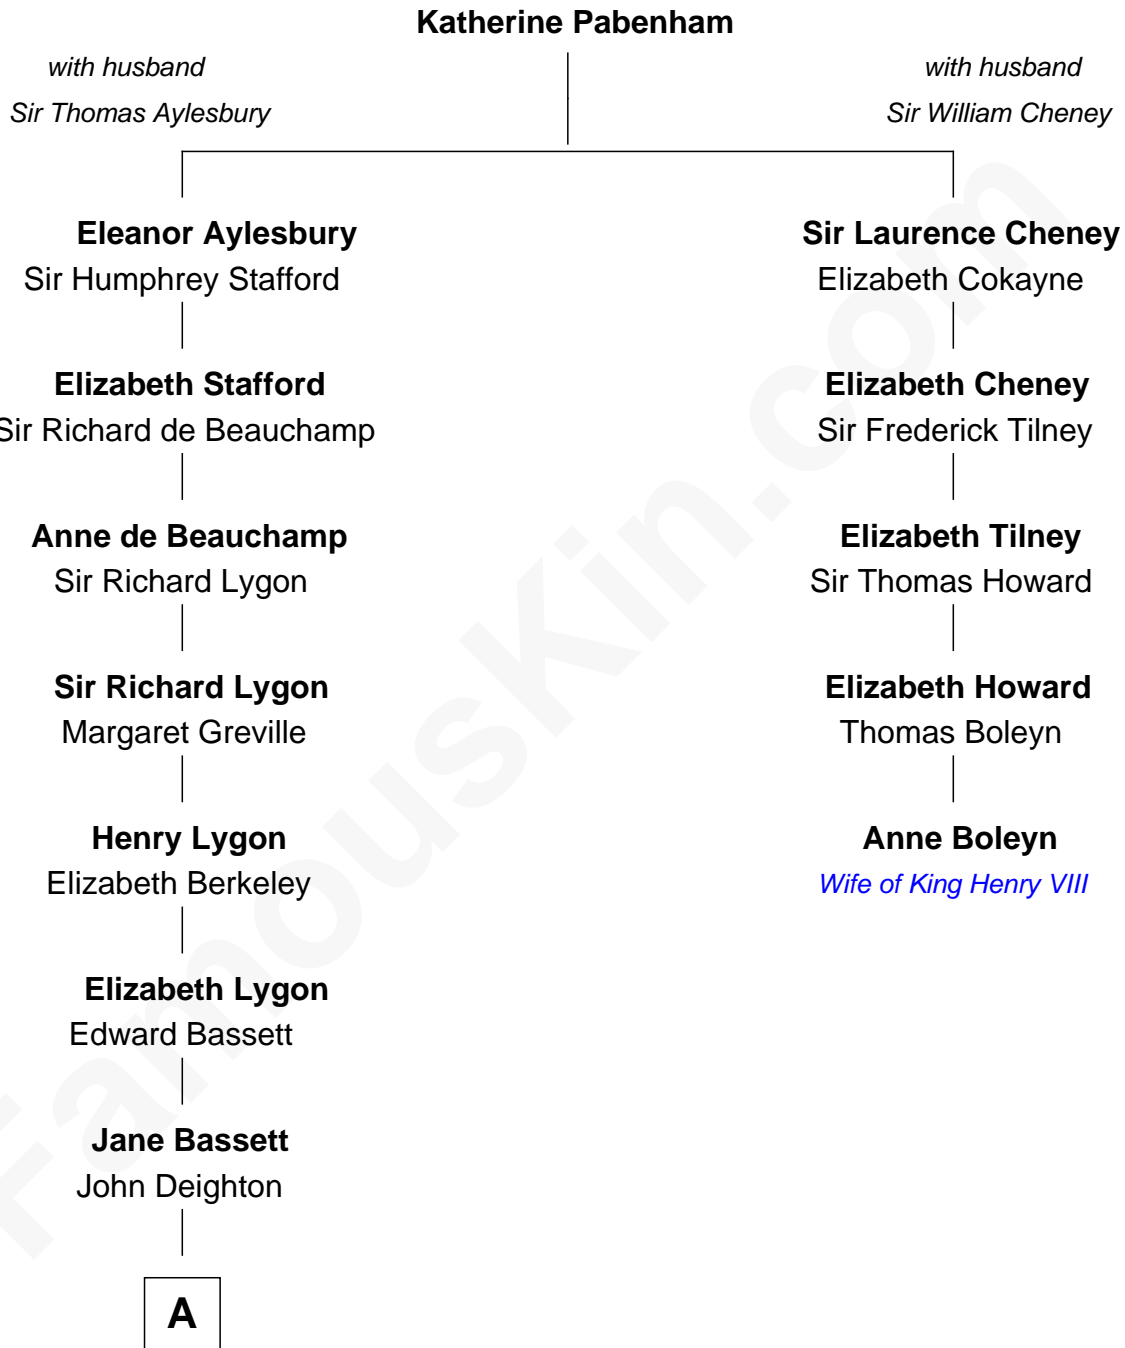 Katherine Pabenham
with husband
Sir Thomas Aylesbury
with husband
Sir William Cheney
Eleanor Aylesbury
Sir Humphrey Stafford
Elizabeth Stafford
Sir Richard de Beauchamp
Anne de Beauchamp
Sir Richard Lygon
Sir Richard Lygon
Margaret Greville
Henry Lygon
Elizabeth Berkeley
Elizabeth Lygon
Edward Bassett
Jane Bassett
John Deighton
A
Sir Laurence Cheney
Elizabeth Cokayne
Elizabeth Cheney
Sir Frederick Tilney
Elizabeth Tilney
Sir Thomas Howard
Elizabeth Howard
Thomas Boleyn
Anne Boleyn
Wife of King Henry VIII
FamousKin.com